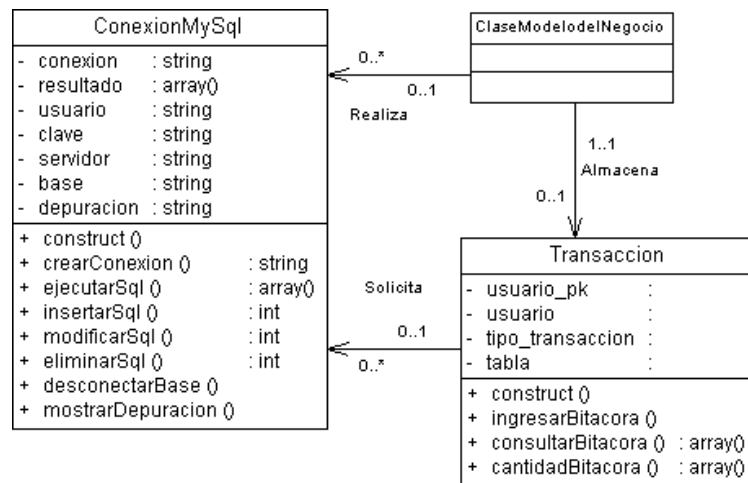 ConexionMySql
- conexion : string
- resultado : array()
- usuario : string
- clave : string
- servidor : string
- base : string
- depuracion : string
+ construct ()
+ crearConexion () : string
+ ejecutarSql () : array()
+ insertarSql () : int
+ modificarSql () : int
+ eliminarSql () : int
+ desconectarBase ()
+ mostrarDepuracion ()
0..*
0..1
Realiza
ClaseModelodelNegocio
1..1
Almacena
0..1
Solicita
0..1
0..*
Transaccion
- usuario_pk :
- usuario :
- tipo_transaccion :
- tabla :
+ construct ()
+ ingresarBitacora ()
+ consultarBitacora () : array()
+ cantidadBitacora () : array()